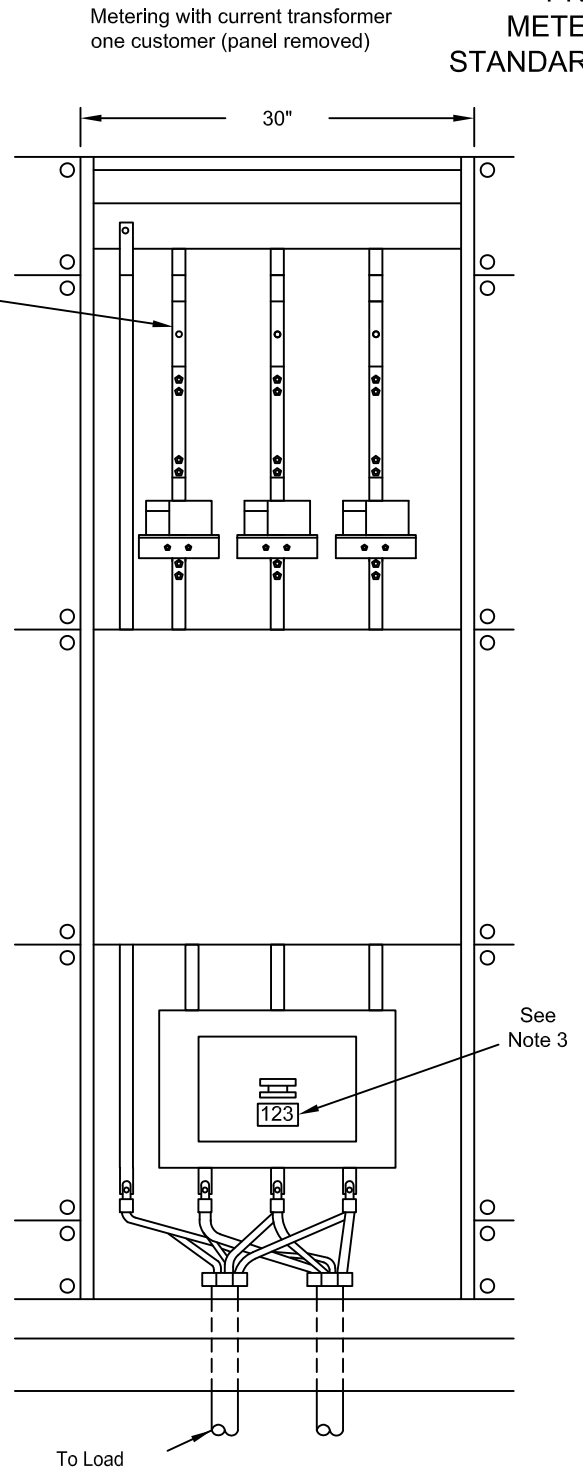 Metering with current transformer
one customer (panel removed)
METE
STANDAR
30"
See
Note 3
123
To Load